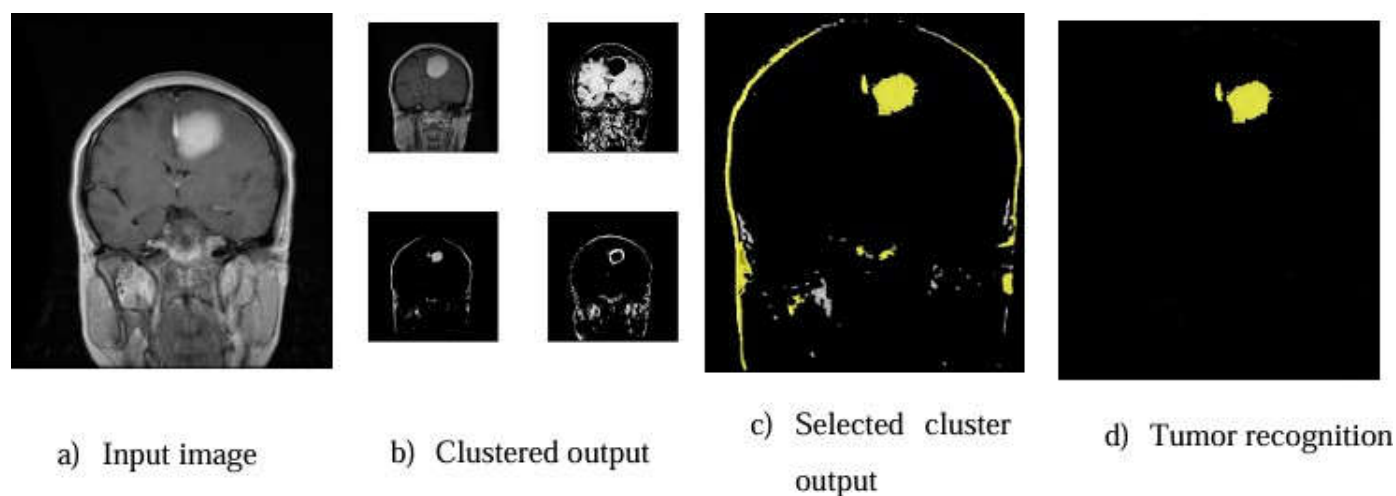 a) Input image
b) Clustered output
c) Selected cluster
output
d) Tumor recognition